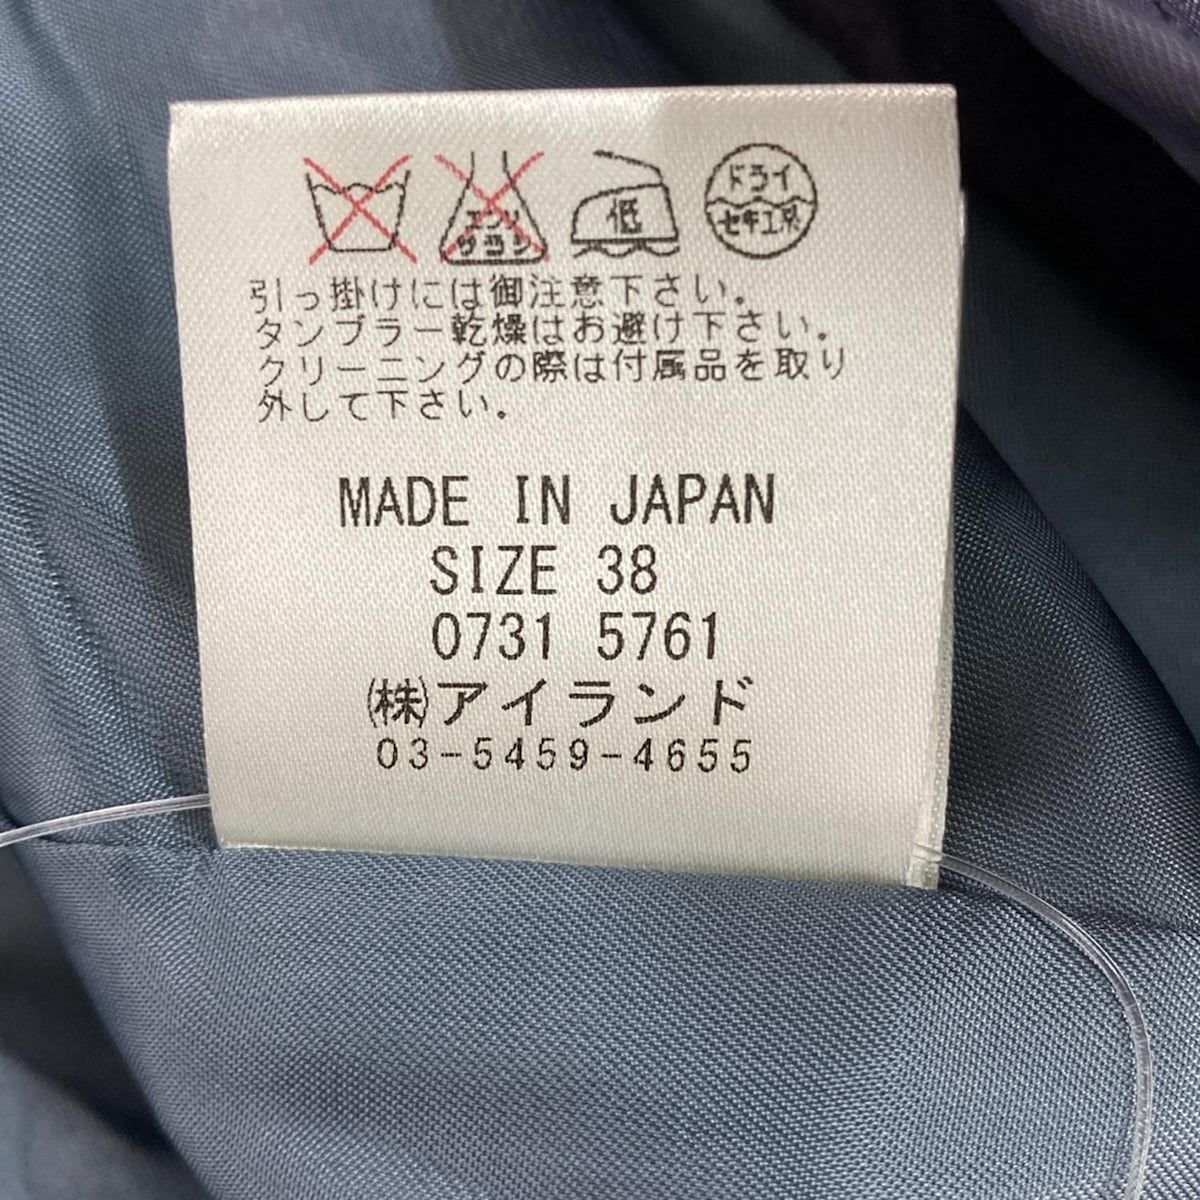 エンソ
サラシ
低
ドライ
セキユ系
引っ掛けには御注意下さい。
タンブラー乾燥はお避け下さい。
クリーニングの際は付属品を取り
外して下さい。
MADE IN JAPAN
SIZE 38
0731 5761
㈱アイランド
03-5459-4655